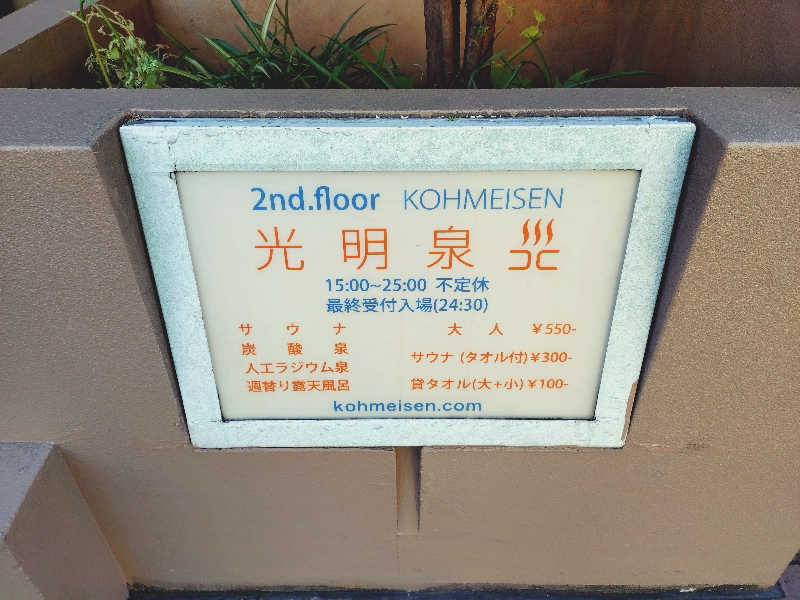 2nd.floor KOHMEISEN
光明泉
15:00~25:00 不定休
最終受付入場(24:30)
サウナ 大人 ¥550-
炭酸泉
サウナ (タオル付)¥300-
人工ラジウム泉
週替り露天風呂 貸タオル(大+小)¥100-
kohmeisen.com